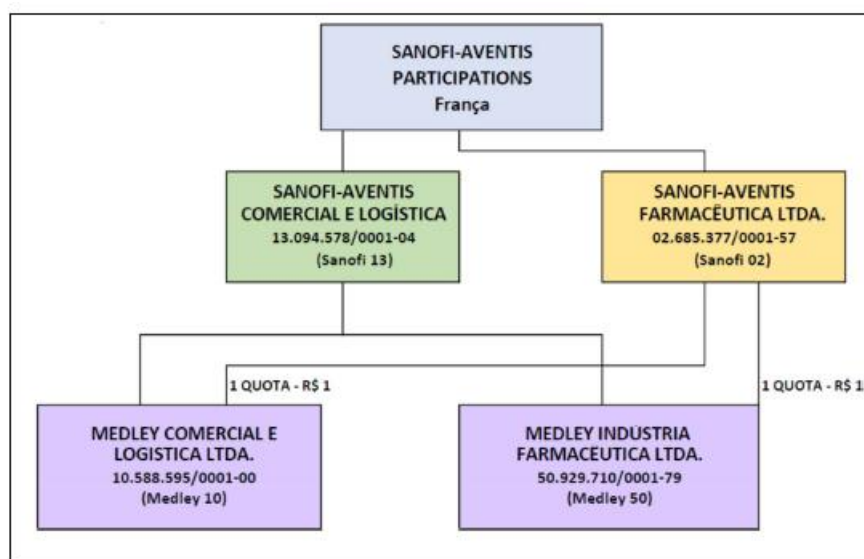 SANOFI-AVENTIS
PARTICIPATIONS
França
SANOFI-AVENTIS
COMERCIAL E LOGÍSTICA
13.094.578/0001-04
(Sanofi 13)
SANOFI-AVENTIS
FARMACÊUTICA LTDA.
02.685.377/0001-57
(Sanofi 02)
1 QUOTA - R$ 1
1 QUOTA - R$ 1
MEDLEY COMERCIAL E
LOGISTICA LTDA.
10.588.595/0001-00
(Medley 10)
MEDLEY INDÚSTRIA
FARMACÊUTICA LTDA.
50.929.710/0001-79
(Medley 50)